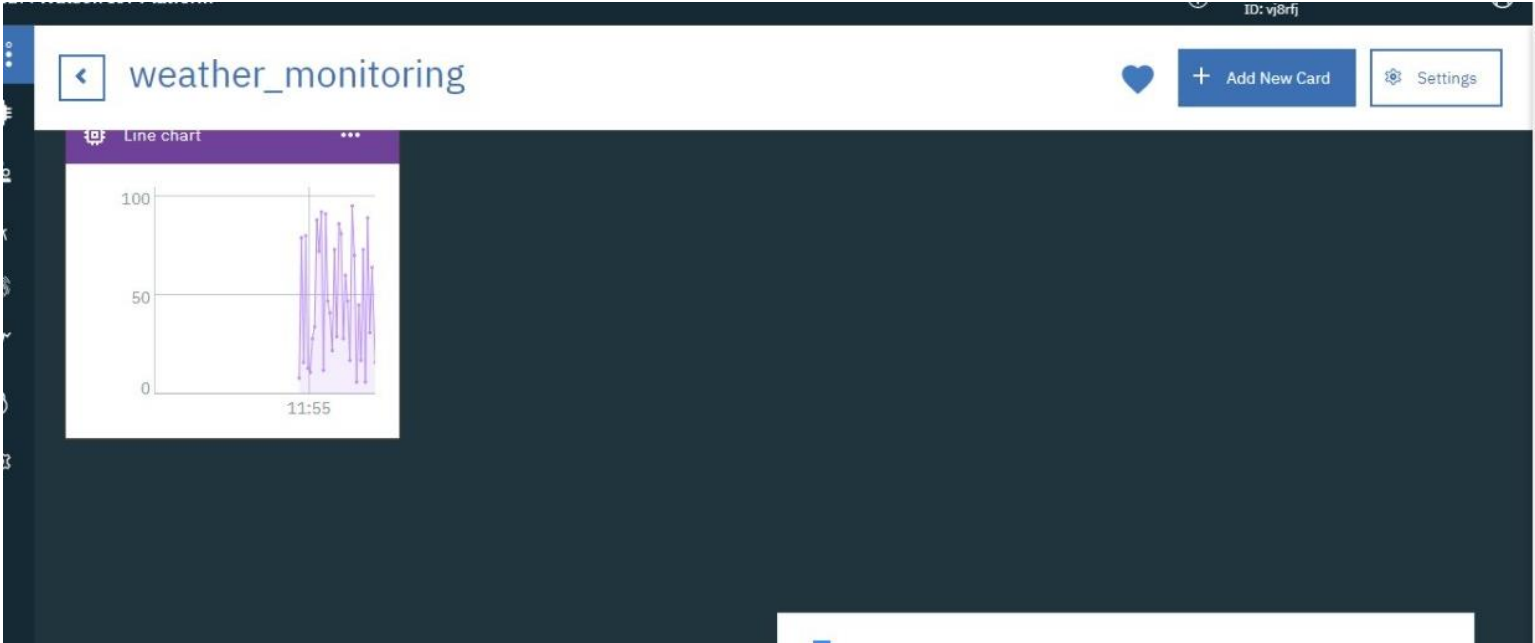 ID: vj8rfj
weather_monitoring
+ Add New Card
Settings
Line chart
100
50
0
11:55